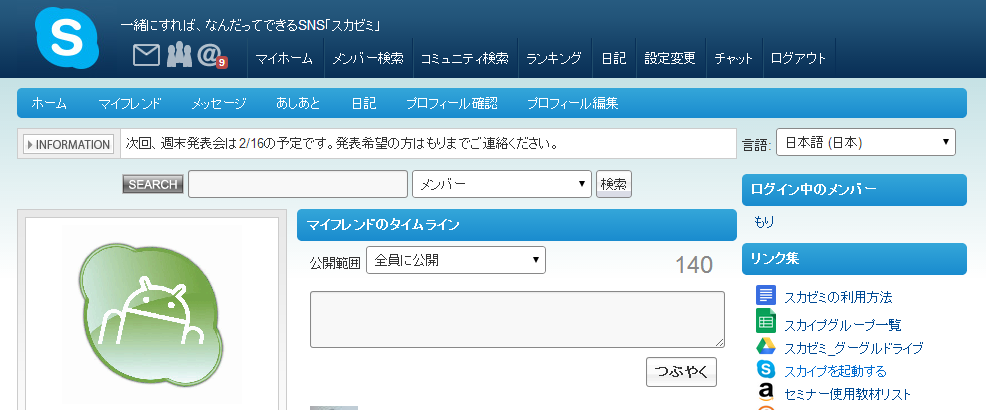 一緒にすれば、なんだってできるSNS「スカゼミ」
S
@
9
マイホーム メンバー検索 コミュニティ検索 ランキング 日記 設定変更 チャット ログアウト
ホーム マイフレンド メッセージ あしあと 日記 プロフィール確認 プロフィール編集
INFORMATION 次回、週末発表会は2/16の予定です。発表希望の方はもりまでご連絡ください。
言語: 日本語 (日本)
SEARCH メンバー 検索
ログイン中のメンバー
もり
マイフレンドのタイムライン
公開範囲 全員に公開 140
つぶやく
リンク集
スカゼミの利用方法
スカイプグループ一覧
スカゼミ_グーグルドライブ
S スカイプを起動する
a セミナー使用教材リスト